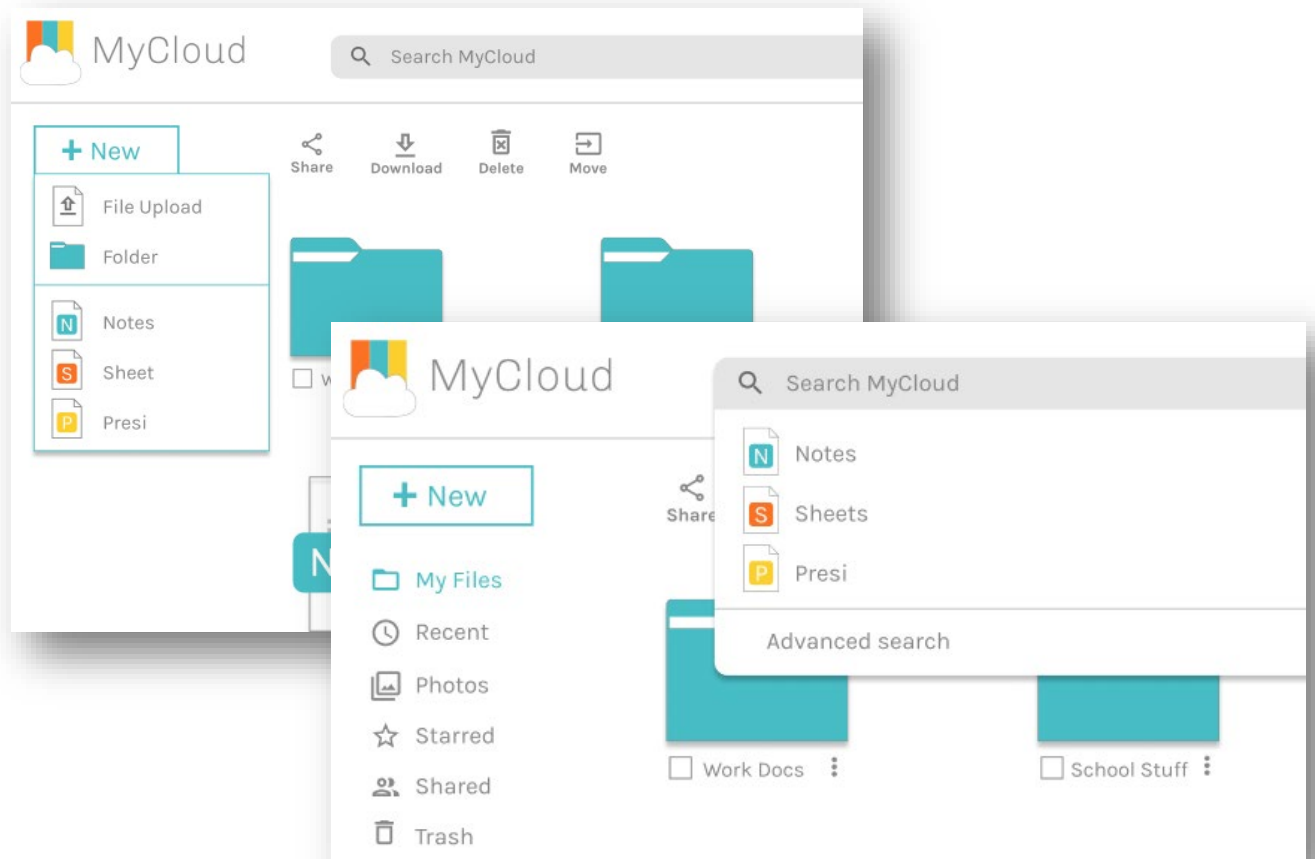 MyCloud
Search MyCloud
+ New
Share Download Delete Move
File Upload
Folder
N Notes
S Sheet
P Presi
N
MyCloud
Search MyCloud
+ New
Share
N Notes
S Sheets
P Presi
Advanced search
My Files
Recent
Photos
Starred
Shared
Trash
Work Docs
School Stuff